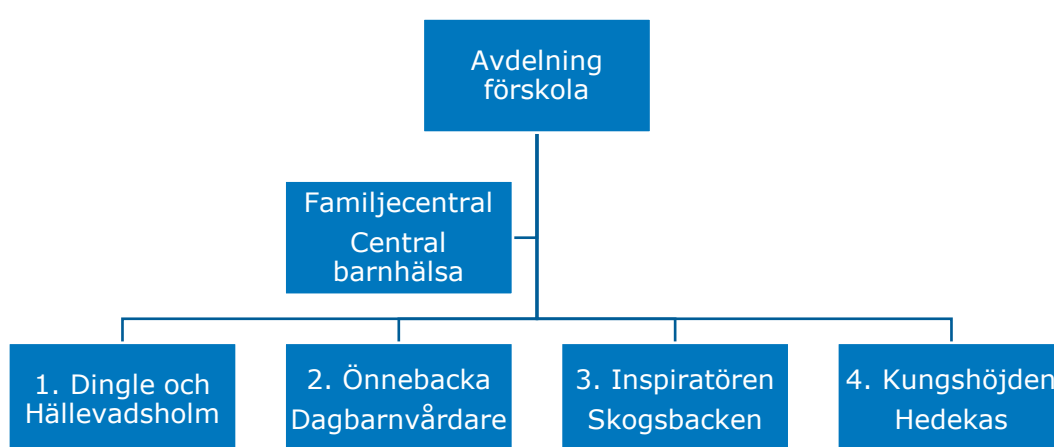 Avdelning
förskola
Familjecentral
Central
barnhälsa
1. Dingle och
Hällevadsholm
2. Önnebacka
Dagbarnvårdare
3. Inspiratören
Skogsbacken
4. Kungshöjden
Hedekas